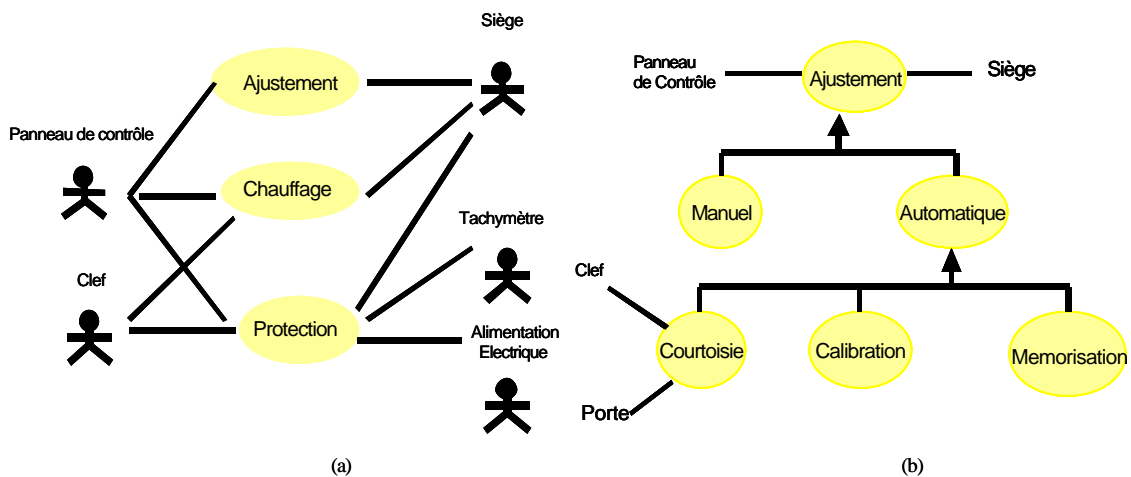 Siège
Ajustement
Panneau de contrôle
Chauffage
Tachymètre
Clef
Protection
Alimentation
Electrique
(a)
Panneau
de Contrôle
Ajustement
Siège
Manuel
Automatique
Clef
Courtoisie
Calibration
Memorisation
Porte
(b)